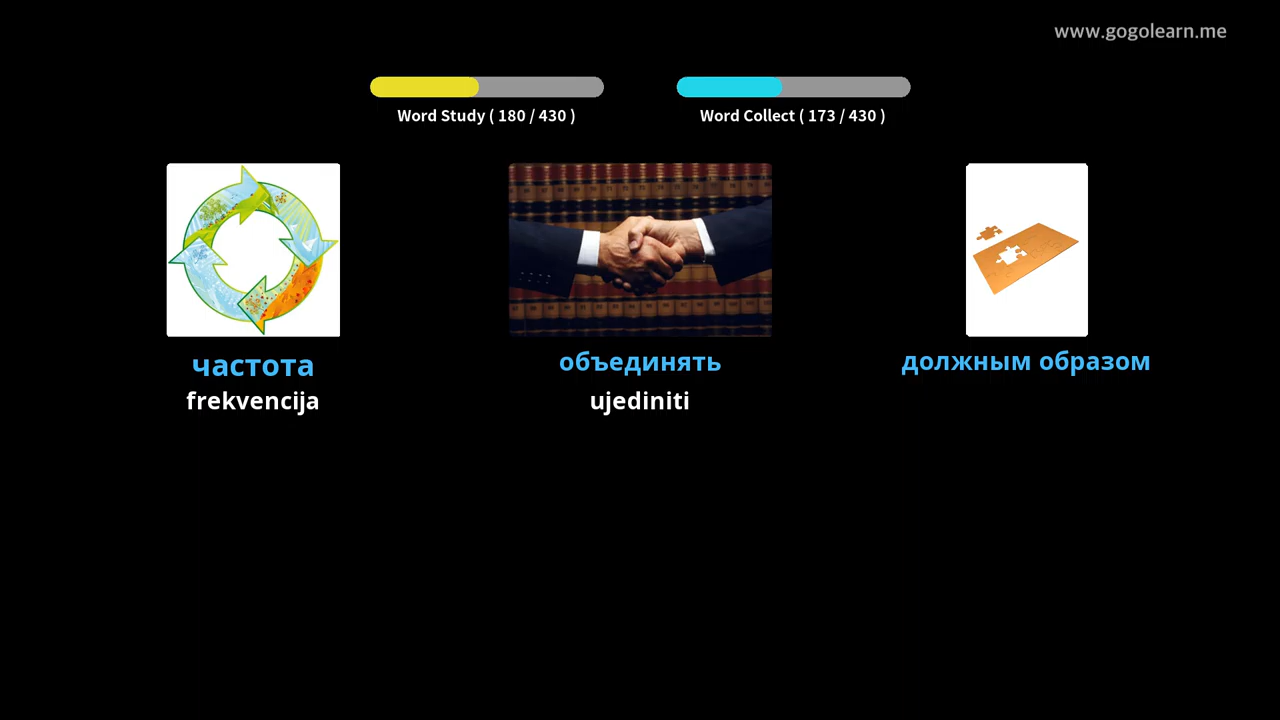 www.gogolearn.me
Word Study ( 180 / 430 )
Word Collect ( 173 / 430 )
частота
frekvencija
объединять
ujediniti
должным образом